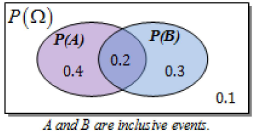 P(Ω)
P(A) P(B)
0.4 0.2 0.3
0.1
A and B are inclusive events.